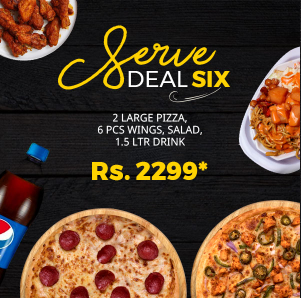 Serve
DEAL SIX
2 LARGE PIZZA,
6 PCS WINGS, SALAD,
1.5 LTR DRINK
Rs. 2299*